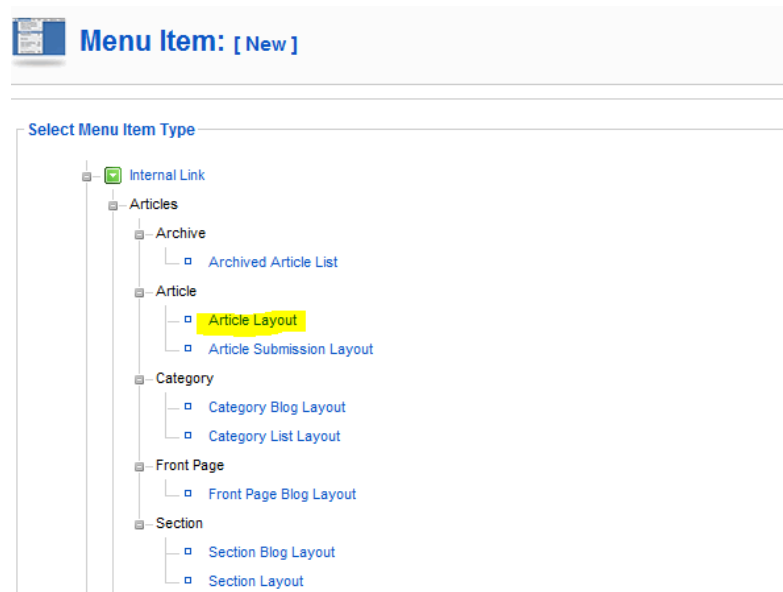 Menu Item: [ New ]
Select Menu Item Type
Internal Link
Articles
Archive
Archived Article List
Article
Article Layout
Article Submission Layout
Category
Category Blog Layout
Category List Layout
Front Page
Front Page Blog Layout
Section
Section Blog Layout
Section Layout